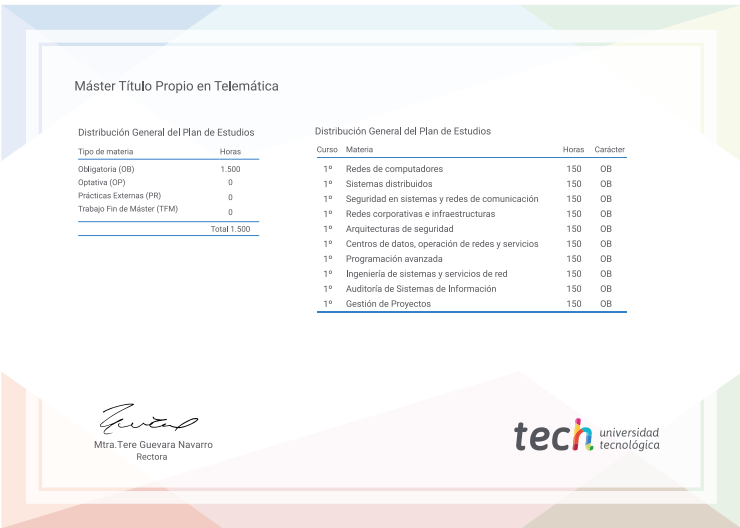 Máster Título Propio en Telemática
Distribución General del Plan de Estudios
Tipo de materia Horas
Obligatoria (OB) 1.500
Optativa (OP) 0
Prácticas Externas (PR) 0
Trabajo Fin de Máster (TFM) 0
Total 1.500
Distribución General del Plan de Estudios
Curso Materia Horas Carácter
1º Redes de computadores 150 OB
1º Sistemas distribuidos 150 OB
1º Seguridad en sistemas y redes de comunicación 150 OB
1º Redes corporativas e infraestructuras 150 OB
1º Arquitecturas de seguridad 150 OB
1º Centros de datos, operación de redes y servicios 150 OB
1º Programación avanzada 150 OB
1º Ingeniería de sistemas y servicios de red 150 OB
1º Auditoría de Sistemas de Información 150 OB
1º Gestión de Proyectos 150 OB
Mtra.Tere Guevara Navarro
Rectora
tech universidad
tecnológica